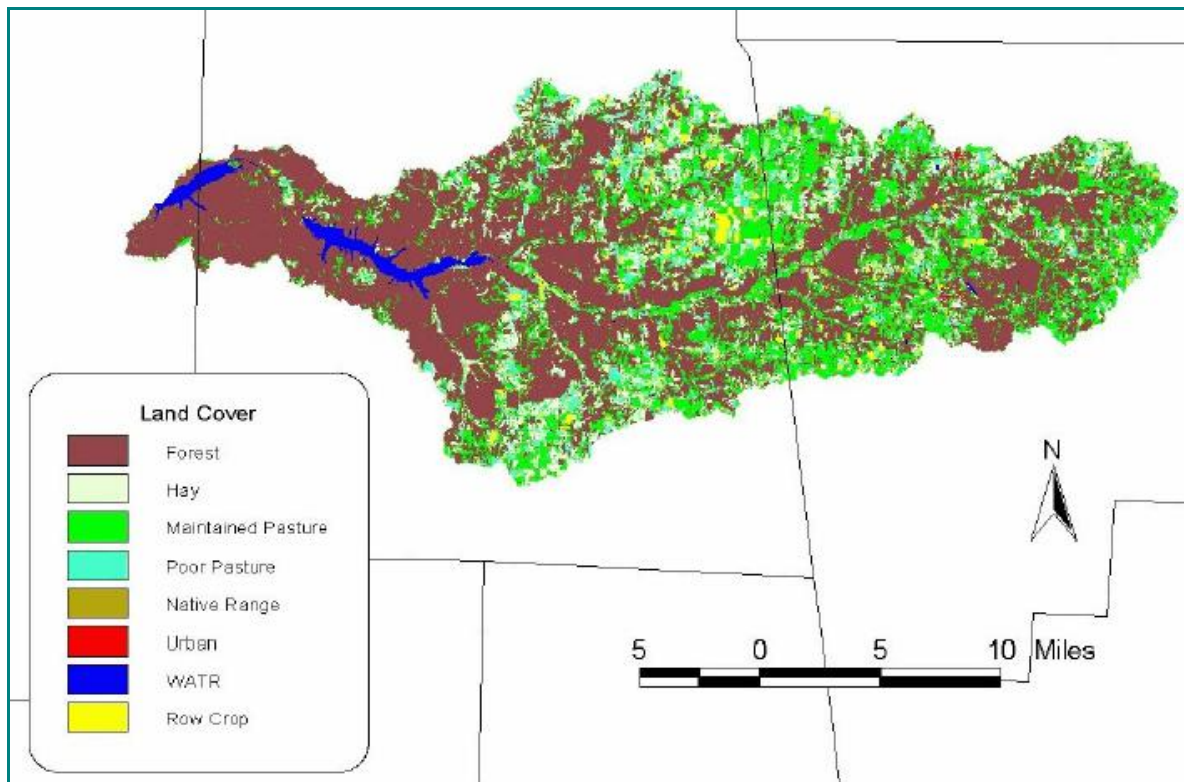 Land Cover
Forest
Hay
Maintained Pasture
Poor Pasture
Native Range
Urban
WATR
Row Crop
N
5 0 5 10 Miles